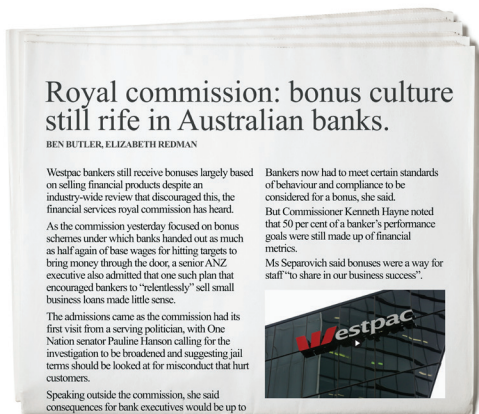 Royal commission: bonus culture
still rife in Australian banks.
BEN BUTLER, ELIZABETH REDMAN
Westpac bankers still receive bonuses largely based
on selling financial products despite an
industry-wide review that discouraged this, the
financial services royal commission has heard.
As the commission yesterday focused on bonus
schemes under which banks handed out as much
as half again of base wages for hitting targets to
bring money through the door, a senior ANZ
executive also admitted that one such plan that
encouraged bankers to “relentlessly” sell small
business loans made little sense.
The admissions came as the commission had its
first visit from a serving politician, with One
Nation senator Pauline Hanson calling for the
investigation to be broadened and suggesting jail
terms should be looked at for misconduct that hurt
customers.
Speaking outside the commission, she said
consequences for bank executives would be up to
Bankers now had to meet certain standards
of behaviour and compliance to be
considered for a bonus, she said.
But Commissioner Kenneth Hayne noted
that 50 per cent of a banker’s performance
goals were still made up of financial
metrics.
Ms Separovich said bonuses were a way for
staff “to share in our business success”.
Westpac